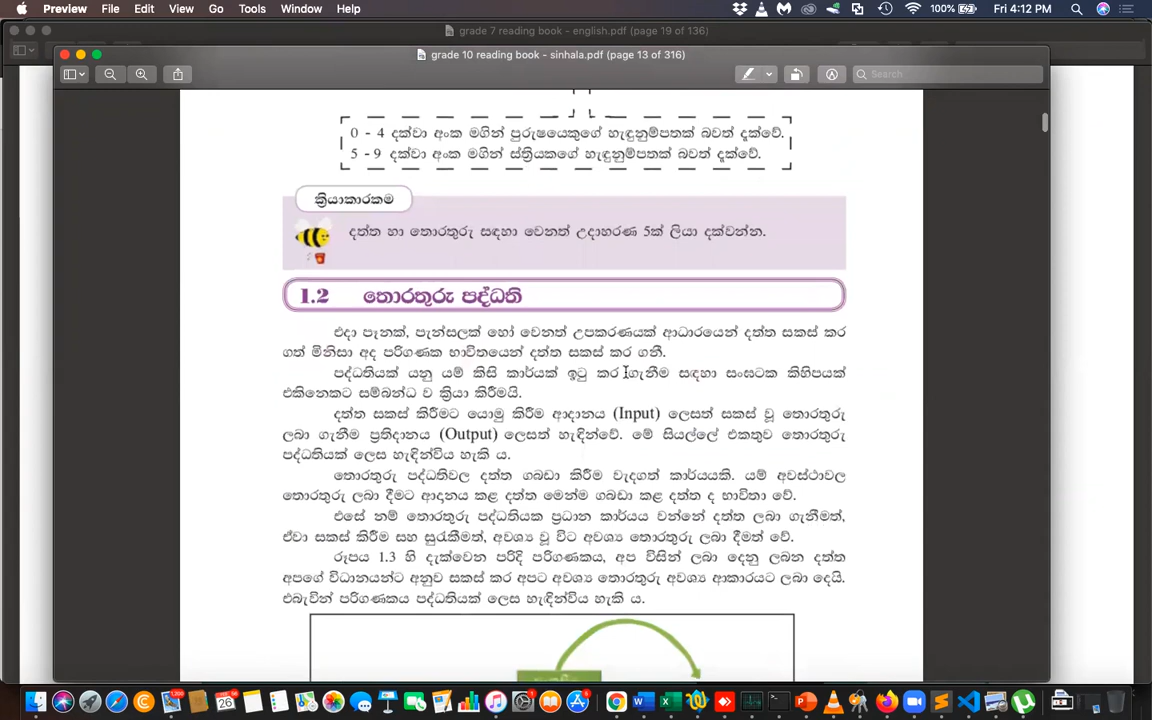 Preview File Edit View Go Tools Window Help 100% Fri 4:12 PM
grade 7 reading book - english.pdf (page 19 of 136)
grade 10 reading book - sinhala.pdf (page 13 of 316)
Search
0 - 4 දක්වා අංක මගින් පුරුෂයෙකුගේ හැඳුනුම්පතක් බවත් දැක්වේ.
5 - 9 දක්වා අංක මගින් ස්ත්‍රියකගේ හැඳුනුම්පතක් බවත් දැක්වේ.
ක්‍රියාකාරකම
දත්ත හා තොරතුරු සඳහා වෙනත් උදාහරණ 5ක් ලියා දක්වන්න.
1.2 තොරතුරු පද්ධති
එදා පෑනක්, පැන්සලක් හෝ වෙනත් උපකරණයක් ආධාරයෙන් දත්ත සකස් කර
ගත් මිනිසා අද පරිගණක භාවිතයෙන් දත්ත සකස් කර ගනී.
පද්ධතියක් යනු යම් කිසි කාර්යක් ඉටු කර ගැනීම සඳහා සංඝටක කිහිපයක්
එකිනෙකට සම්බන්ධ ව ක්‍රියා කිරීමයි.
දත්ත සකස් කිරීමට යොමු කිරීම ආදානය (Input) ලෙසත් සකස් වූ තොරතුරු
ලබා ගැනීම ප්‍රතිදානය (Output) ලෙසත් හැඳින්වේ. මේ සියල්ලේ එකතුව තොරතුරු
පද්ධතියක් ලෙස හැඳින්විය හැකි ය.
තොරතුරු පද්ධතිවල දත්ත ගබඩා කිරීම වැදගත් කාර්යයකි. යම් අවස්ථාවල
තොරතුරු ලබා දීමට ආදානය කළ දත්ත මෙන්ම ගබඩා කළ දත්ත ද භාවිතා වේ.
එසේ නම් තොරතුරු පද්ධතියක ප්‍රධාන කාර්යය වන්නේ දත්ත ලබා ගැනීමත්,
ඒවා සකස් කිරීම සහ සුරැකීමත්, අවශ්‍ය වූ විට අවශ්‍ය තොරතුරු ලබා දීමත් වේ.
රූපය 1.3 හි දැක්වෙන පරිදි පරිගණකය, අප විසින් ලබා දෙනු ලබන දත්ත
අපගේ විධානයන්ට අනුව සකස් කර අපට අවශ්‍ය තොරතුරු අවශ්‍ය ආකාරයට ලබා දෙයි.
එබැවින් පරිගණකය පද්ධතියක් ලෙස හැඳින්විය හැකි ය.